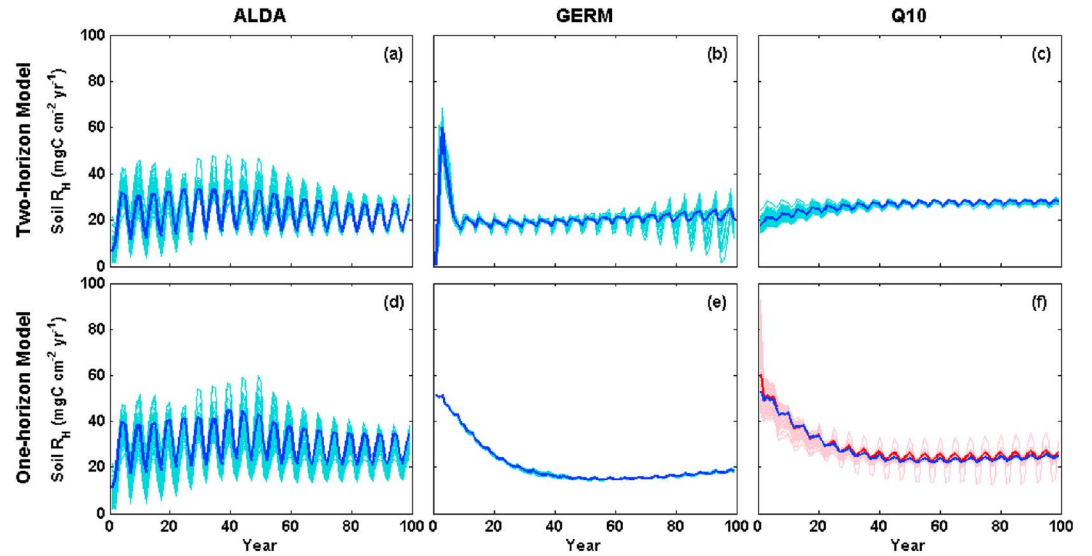 ALDA GERM Q10
Two-horizon Model
Soil R_H (mgC cm^-2 yr^-1)
100
80
60
40
20
0
(a)
(b)
(c)
One-horizon Model
Soil R_H (mgC cm^-2 yr^-1)
100
80
60
40
20
0
(d)
(e)
(f)
0 20 40 60 80 100 0 20 40 60 80 100 0 20 40 60 80 100
Year Year Year